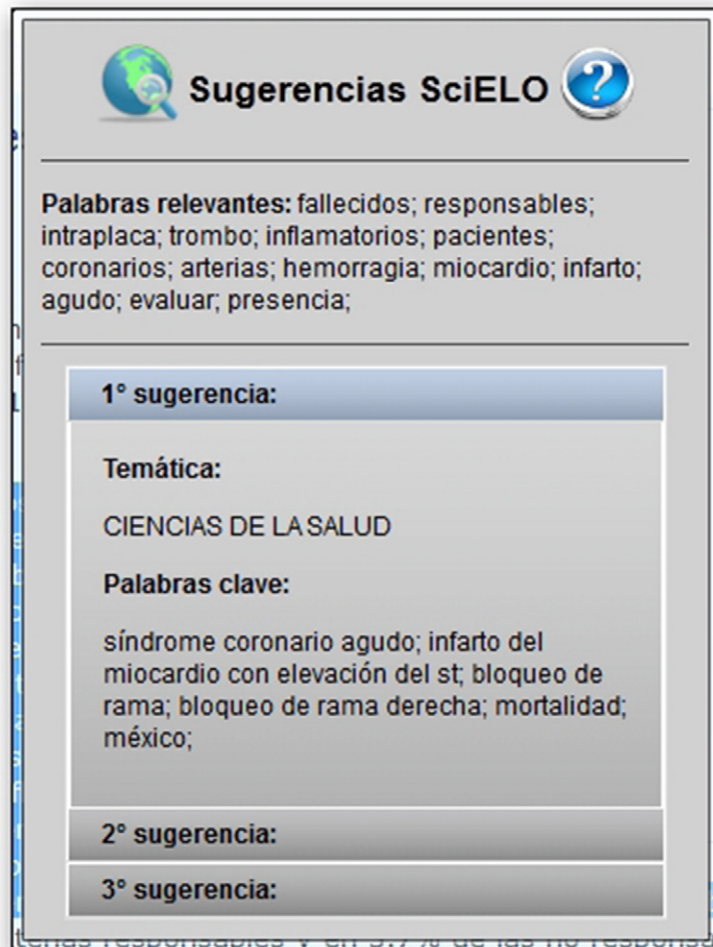 Sugerencias SciELO
Palabras relevantes: fallecidos; responsables;
intraplaca; trombo; inflamatorios; pacientes;
coronarios; arterias; hemorragia; miocardio; infarto;
agudo; evaluar; presencia;
1° sugerencia:
Temática:
CIENCIAS DE LA SALUD
Palabras clave:
síndrome coronario agudo; infarto del
miocardio con elevación del st; bloqueo de
rama; bloqueo de rama derecha; mortalidad;
méxico;
2° sugerencia:
3° sugerencia: